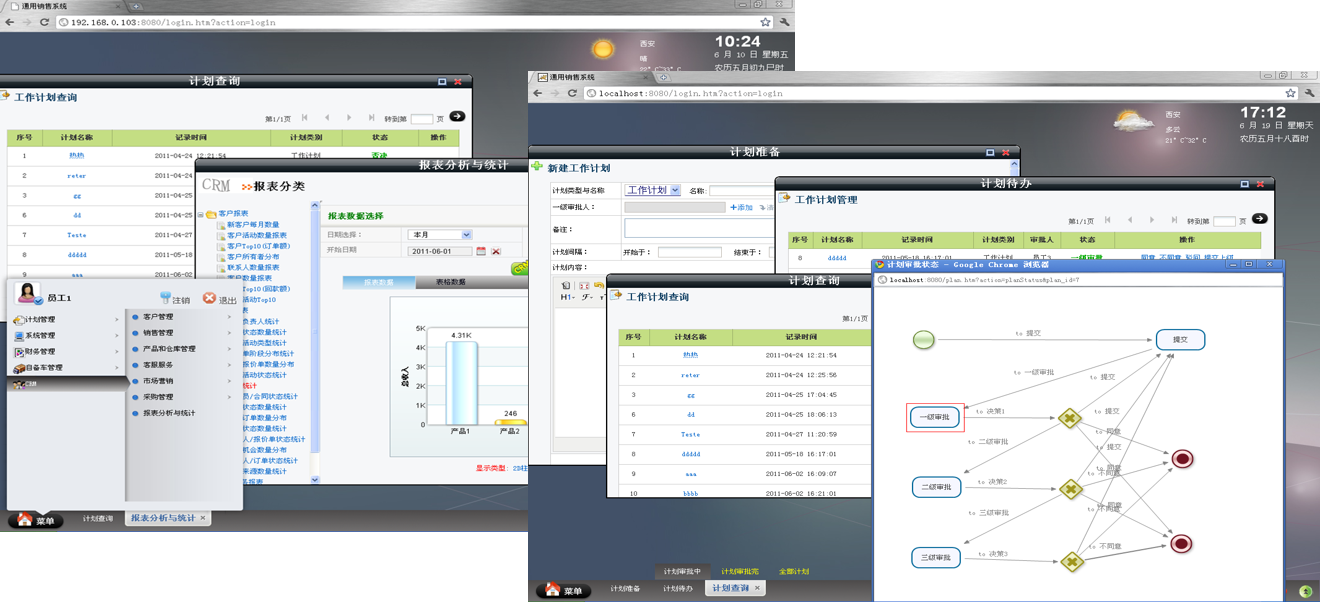 通用销售系统
192.168.0.103:8080/login.htm?action=login
西安
晴
10:24
6 月 10 日 星期五
农历五月初九巳时
计划查询
工作计划查询
第1/1页
转到第 页
序号 计划名称 记录时间 计划类别 状态 操作
1 热热 2011-04-24 12:21:54 工作计划 否决
2 reter 2011-04-24
3 gg 2011-04-25
6 dd 2011-04-25
7 Teste 2011-04-27
8 ddddd 2011-05-18
9 aaa 2011-06-02
报表分析与统计
CRM 报表分类
客户报表
新客户每月数量
客户活动数量报表
客户Top10(订单额)
客户所有者分布
联系人数量报表
客户数量报表
Top10(回款额)
活动Top10
表
负责人统计
状态数量统计
活动类型统计
单阶段分布统计
报价单数量分布
活动状态统计
统计
员/合同状态统计
状态数量统计
订单数量分布
状态数量统计
人/报价单状态统计
机会数量分布
人/订单状态统计
来源数量统计
务报表
报表数据选择
日期选择： 本月
开始日期 2011-06-01
报表数据 表格数据
总收入
5K
4K
3K
2K
1K
0
4.31K
246
产品1 产品2
显示类型:
员工1
注销 退出
计划管理
系统管理
财务管理
自备车管理
CRM
客户管理
销售管理
产品和仓库管理
客服服务
市场营销
采购管理
报表分析与统计
菜单
计划查询
报表分析与统计 ×
通用销售系统
localhost:8080/login.htm?action=login
西安
多云
21° C~32° C
17:12
6 月 19 日 星期天
农历五月十八酉时
计划准备
新建工作计划
计划类型与名称 工作计划 名称:
一级审批人： +添加
备注:
计划间隔： 开始于： 结束于：
计划内容：
H1
计划待办
工作计划管理
第1/1页
转到第 页
序号 计划名称 记录时间 计划类别 审批人 状态 操作
8 ddddd 2011-05-18 16:17:01 工作计划 员工3 一级审批 同意 不同意 驳回 提交上级
计划查询
工作计划查询
第1/1页
序号 计划名称 记录时间
1 热热 2011-04-24 12:21:54
2 reter 2011-04-24 12:25:56
3 gg 2011-04-25 17:04:45
6 dd 2011-04-25 18:06:13
7 Teste 2011-04-27 11:20:59
8 ddddd 2011-05-18 16:17:01
9 aaa 2011-06-02 16:09:07
10 bbbb 2011-06-02 16:21:01
计划审批状态 - Google Chrome 浏览器
localhost:8080/plan.htm?action=planStatus&plan_id=7
to 提交
提交
to 一级审批
to 提交
一级审批
to 决策1
to 提交
to 同意
to 二级审批
to 提交
to 同意
to 不同意
二级审批
to 决策2
to 同意
to 不同意
to 三级审批
to 不同意
三级审批
to 决策3
计划审批中 计划审批完 全部计划
菜单
计划准备
计划待办
计划查询 ×